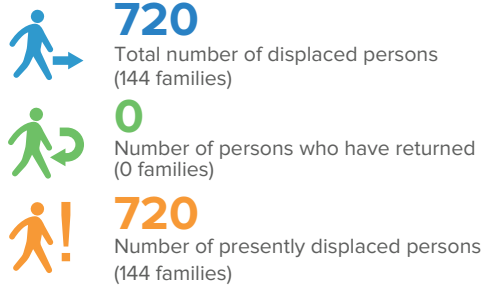 720
Total number of displaced persons
(144 families)
0
Number of persons who have returned
(0 families)
720
Number of presently displaced persons
(144 families)